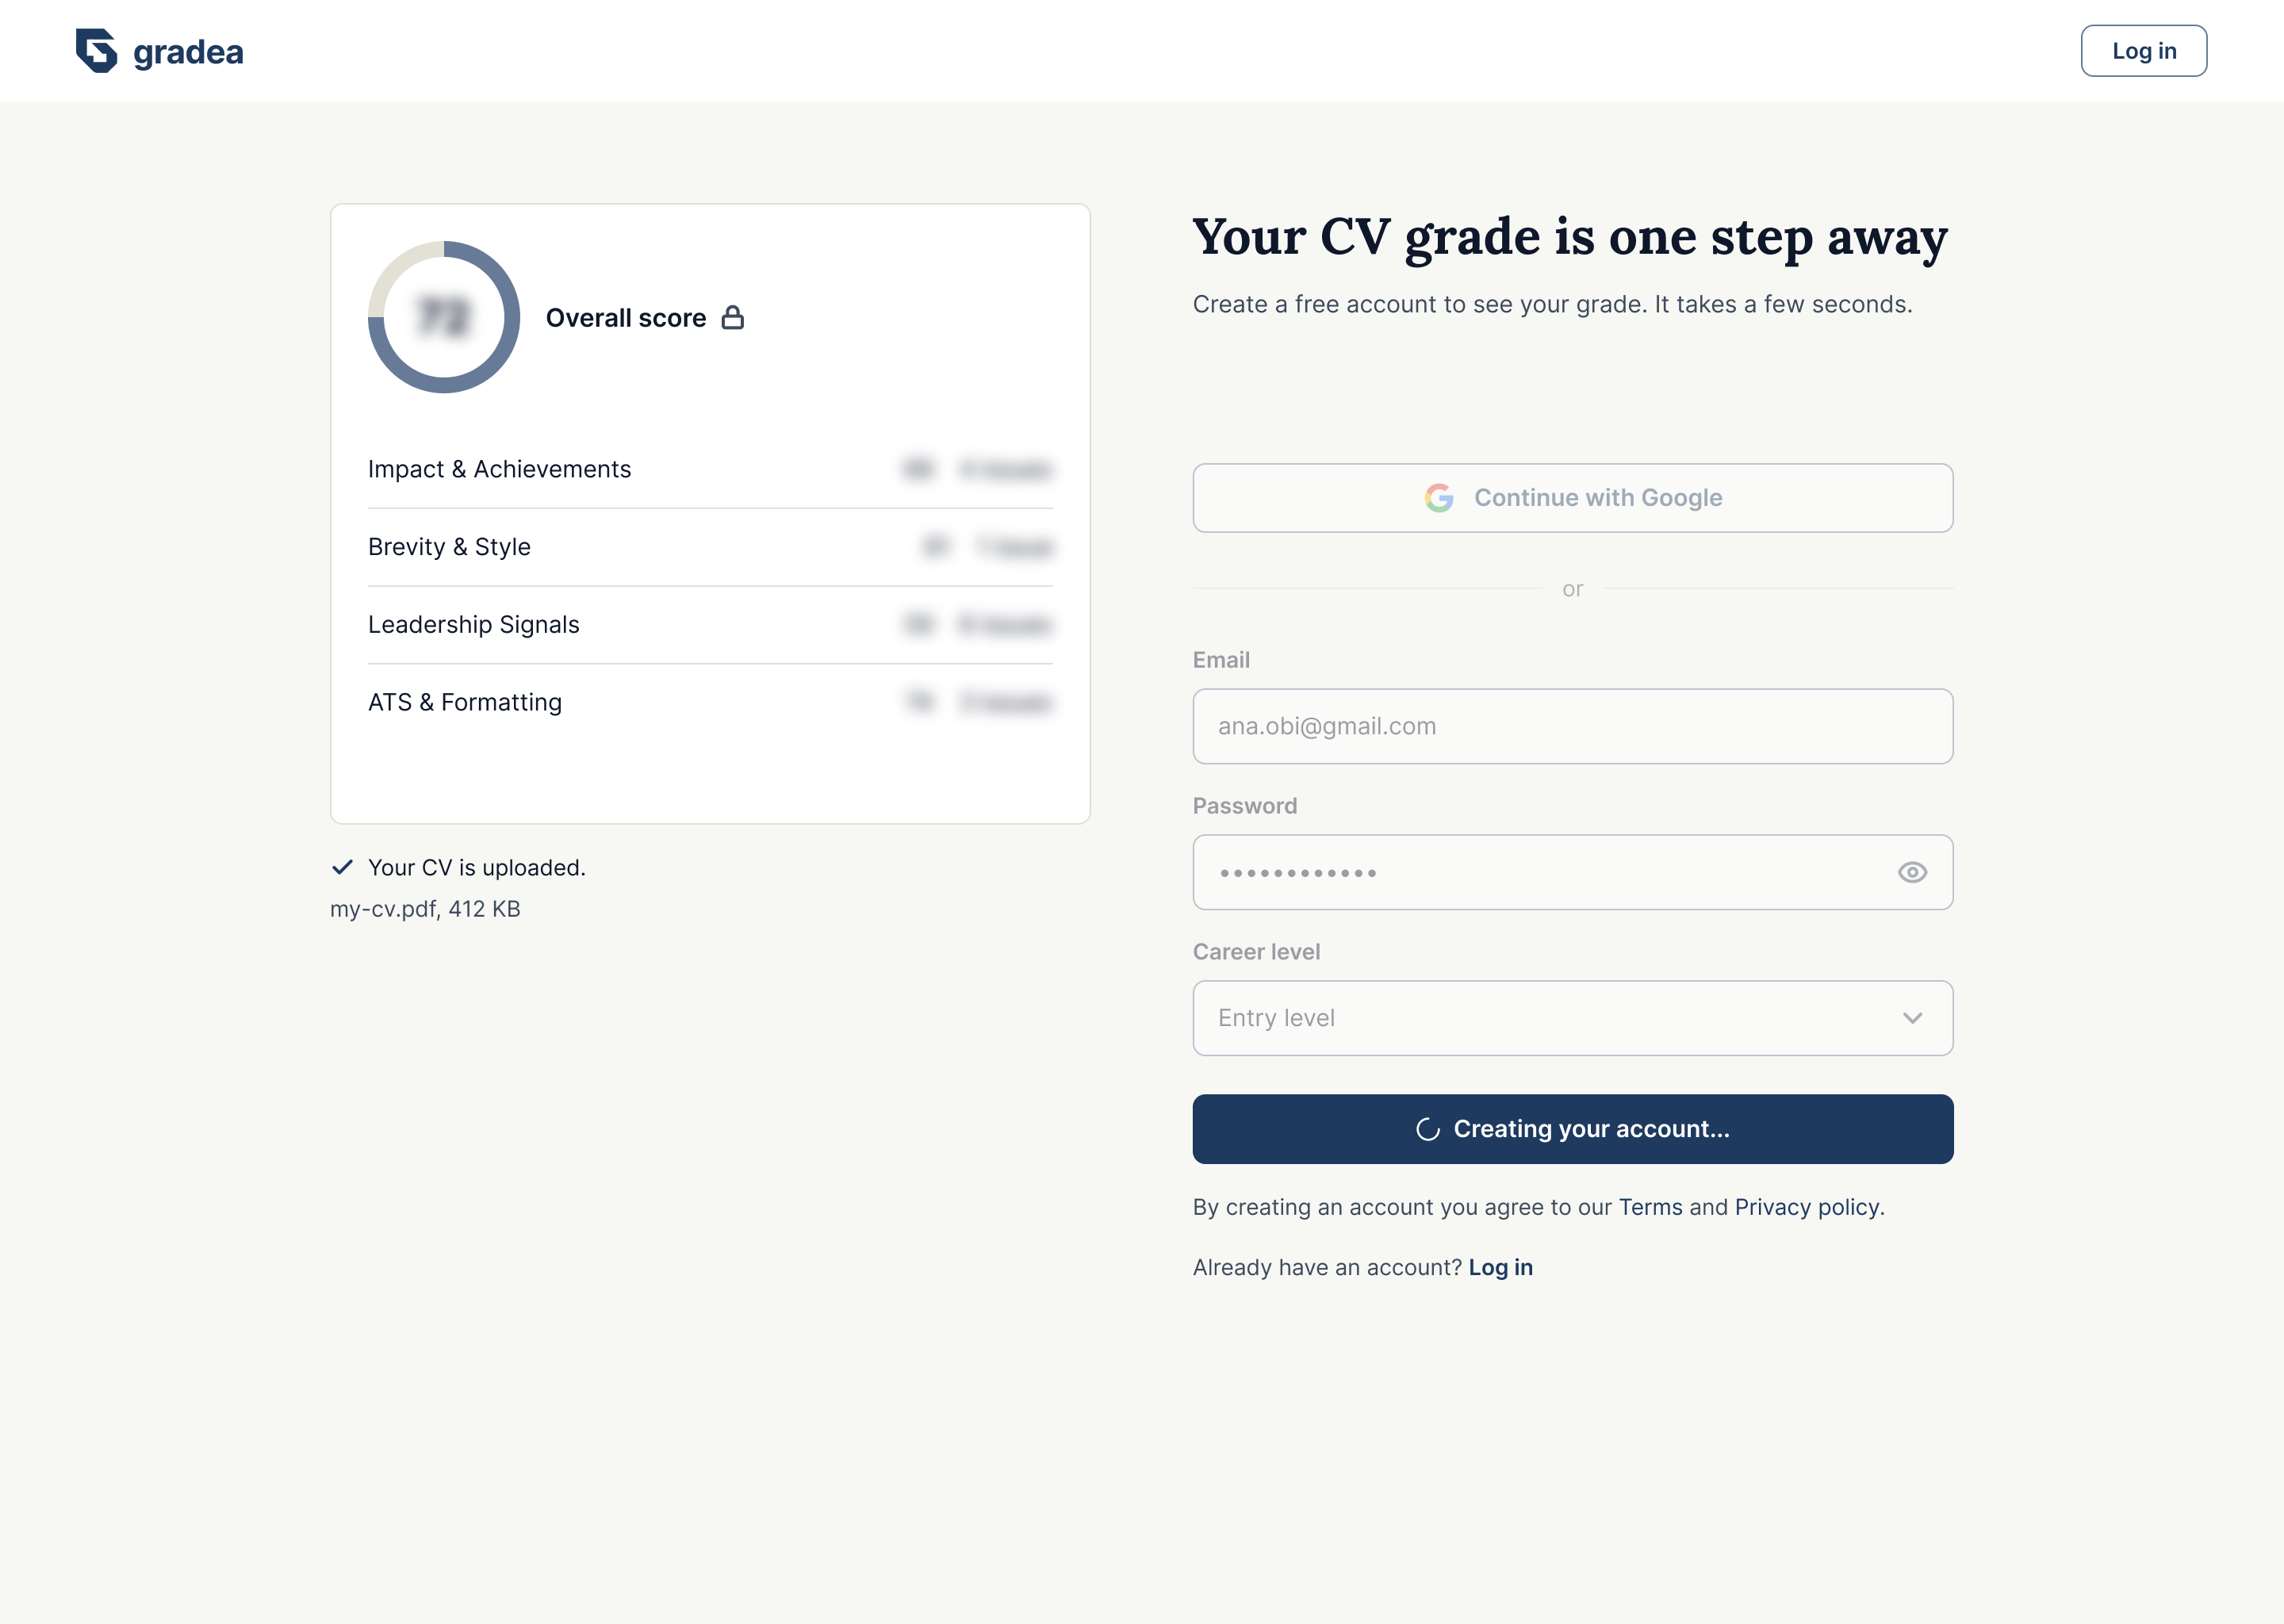 gradea
Log in
72
Overall score
Impact & Achievements
Brevity & Style
Leadership Signals
ATS & Formatting
Your CV is uploaded.
my-cv.pdf, 412 KB
Your CV grade is one step away
Create a free account to see your grade. It takes a few seconds.
Continue with Google
or
Email
ana.obi@gmail.com
Password
••••••••••••
Career level
Entry level
Creating your account...
By creating an account you agree to our Terms and Privacy policy.
Already have an account? Log in